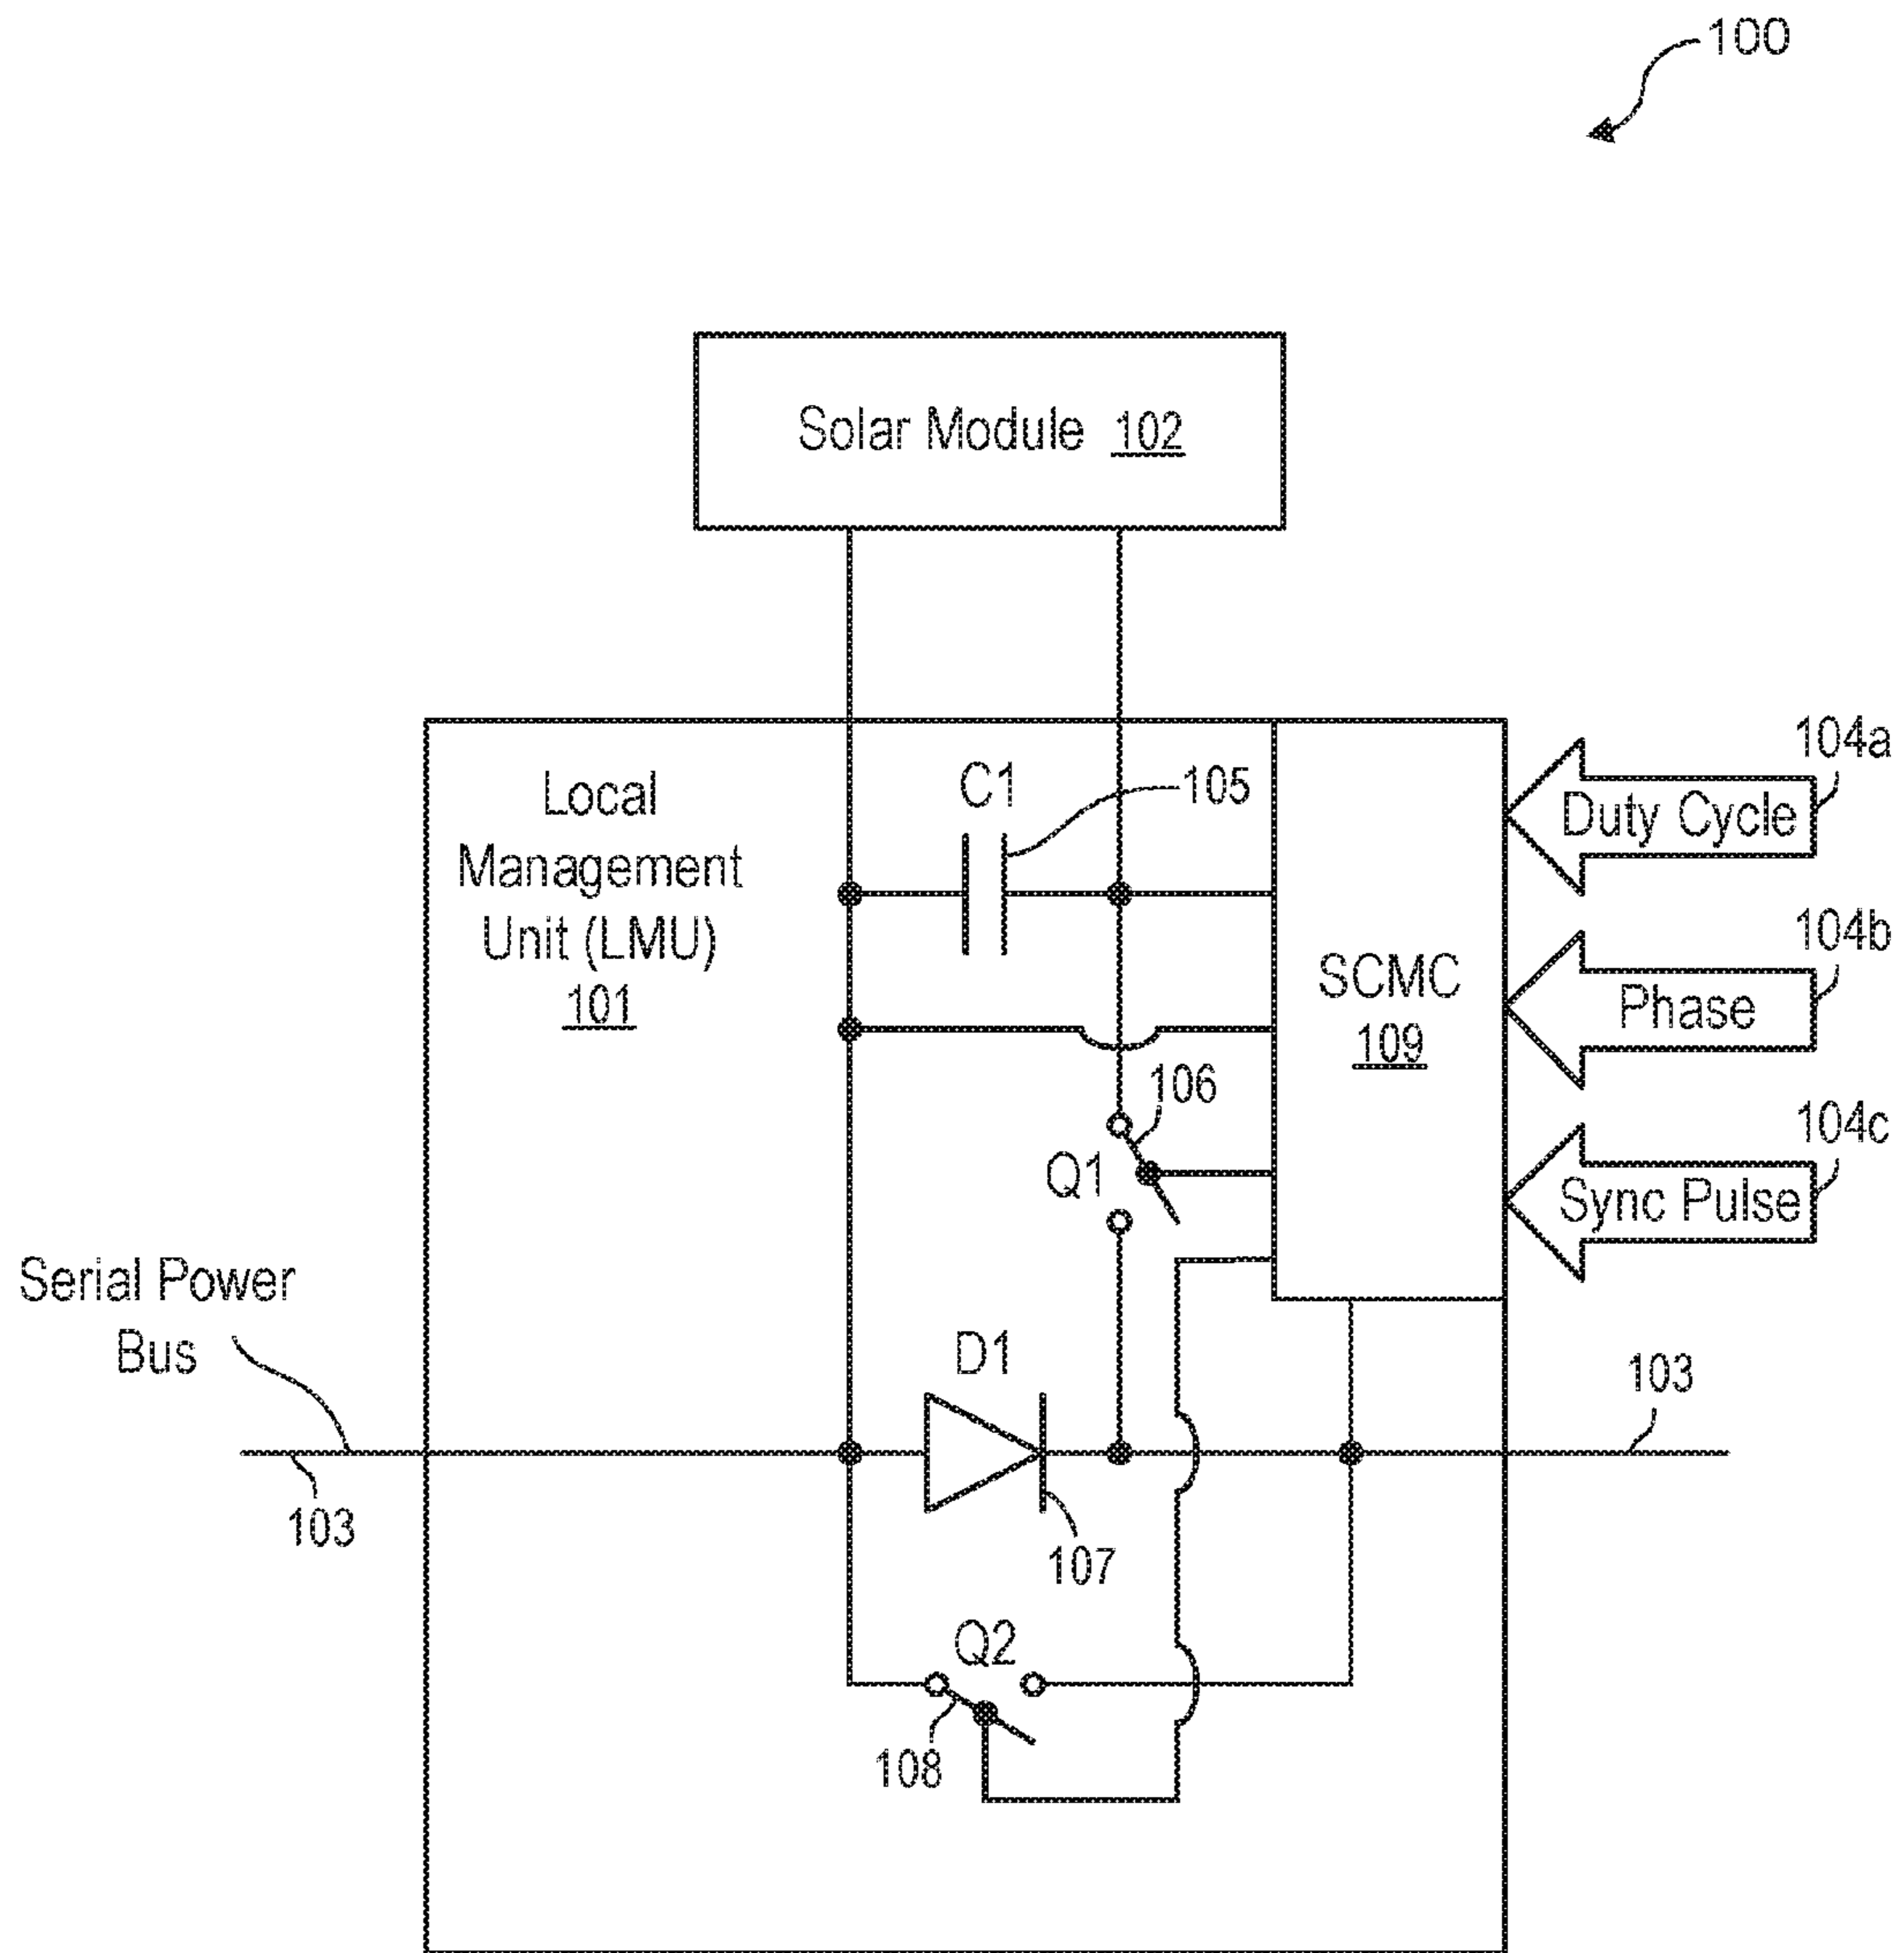 100
Solar Module 102
Local
Management
Unit (LMU)
101
C1
105
SCMC
109
Duty Cycle
104a
Phase
104b
Sync Pulse
104c
106
Q1
Serial Power
Bus
103
D1
107
103
Q2
108